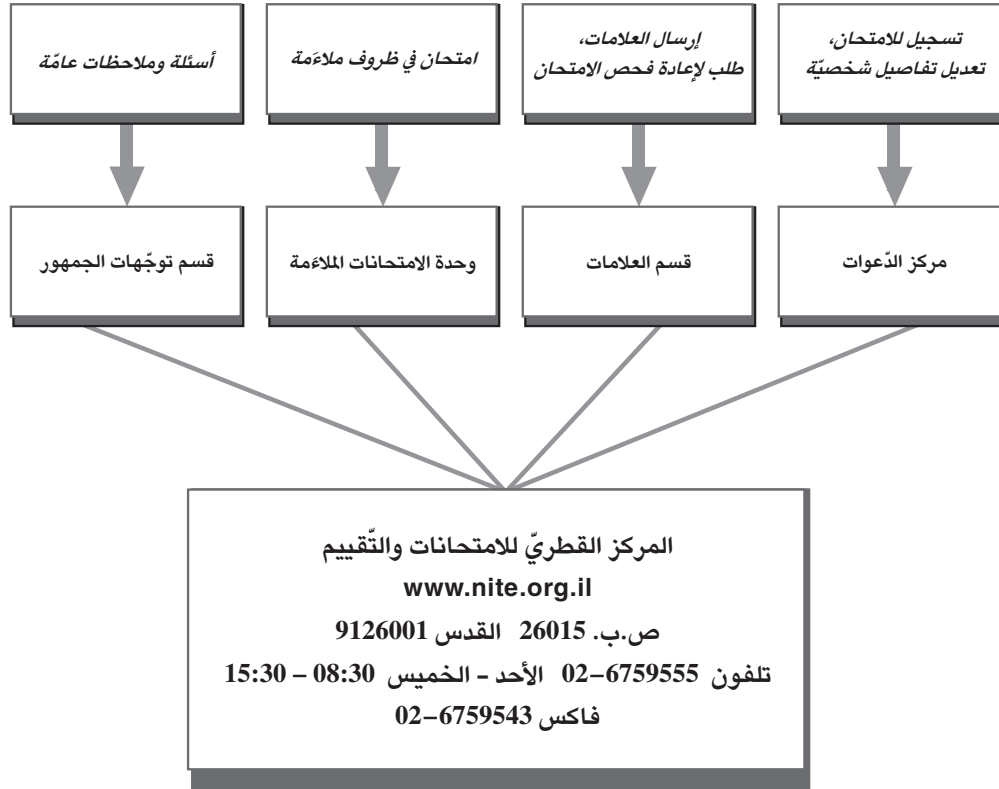 تسجيل للامتحان،
تعديل تفاصيل شخصيّة
إرسال العلامات،
طلب لإعادة فحص الامتحان
امتحان في ظروف ملاءَمة
أسئلة وملاحظات عامّة
مركز الدّعوات
قسم العلامات
وحدة الامتحانات الملاءَمة
قسم توجّهات الجمهور
المركز القطريّ للامتحانات والتّقييم
www.nite.org.il
ص.ب. 26015 القدس 9126001
تلفون 02–6759555 الأحد - الخميس 08:30 – 15:30
فاكس 02–6759543